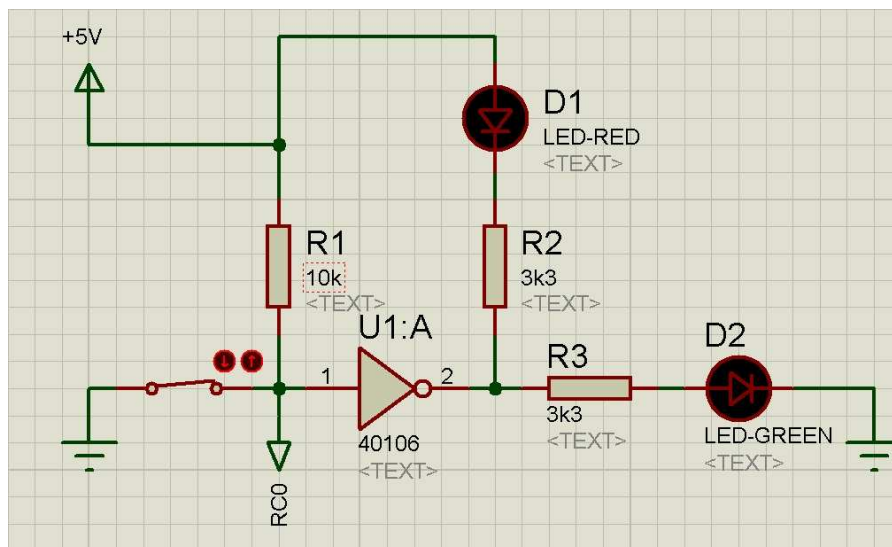 +5V
D1
LED-RED
<TEXT>
R1
10k
<TEXT>
R2
3k3
<TEXT>
U1:A
1
2
40106
<TEXT>
R3
3k3
<TEXT>
D2
LED-GREEN
<TEXT>
RC0